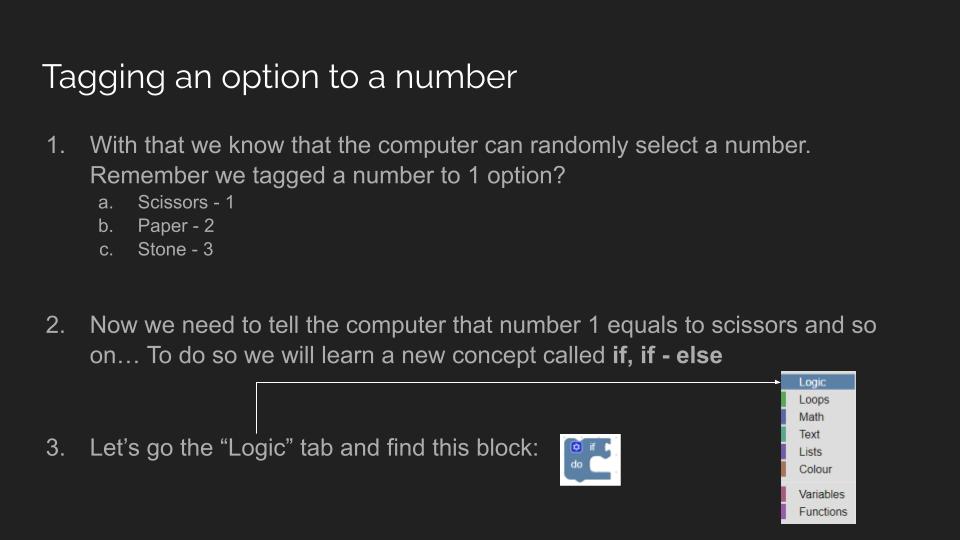 Tagging an option to a number
1. With that we know that the computer can randomly select a number.
Remember we tagged a number to 1 option?
a. Scissors - 1
b. Paper - 2
c. Stone - 3
2. Now we need to tell the computer that number 1 equals to scissors and so
on… To do so we will learn a new concept called if, if - else
3. Let’s go the “Logic” tab and find this block:
if
do
Logic
Loops
Math
Text
Lists
Colour
Variables
Functions